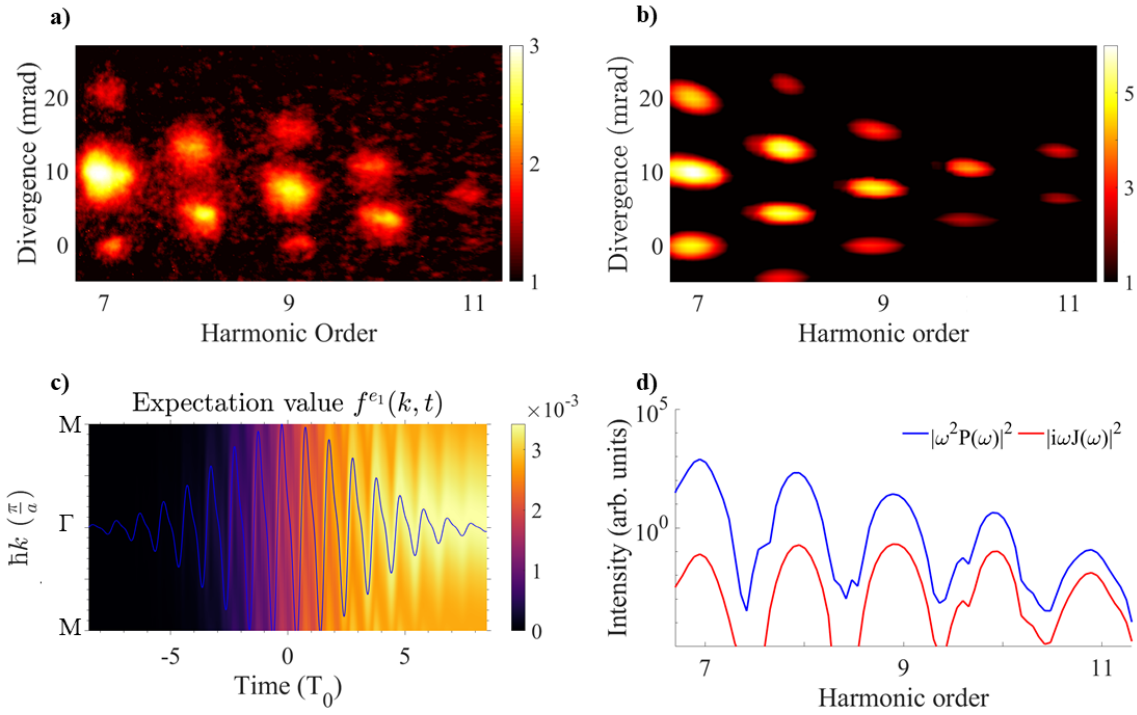 a)
Divergence (mrad)
20
10
0
7
9
11
Harmonic Order
3
2
1
b)
Divergence (mrad)
20
10
0
7
9
11
Harmonic order
5
3
1
c)
Expectation value f^{e_1}(k, t)
×10^{-3}
M
Γ
M
ħk (π/a)
-5
0
5
Time (T_0)
3
2
1
0
d)
Intensity (arb. units)
10^5
10^0
|ω²P(ω)|² |iωJ(ω)|²
7
9
11
Harmonic order